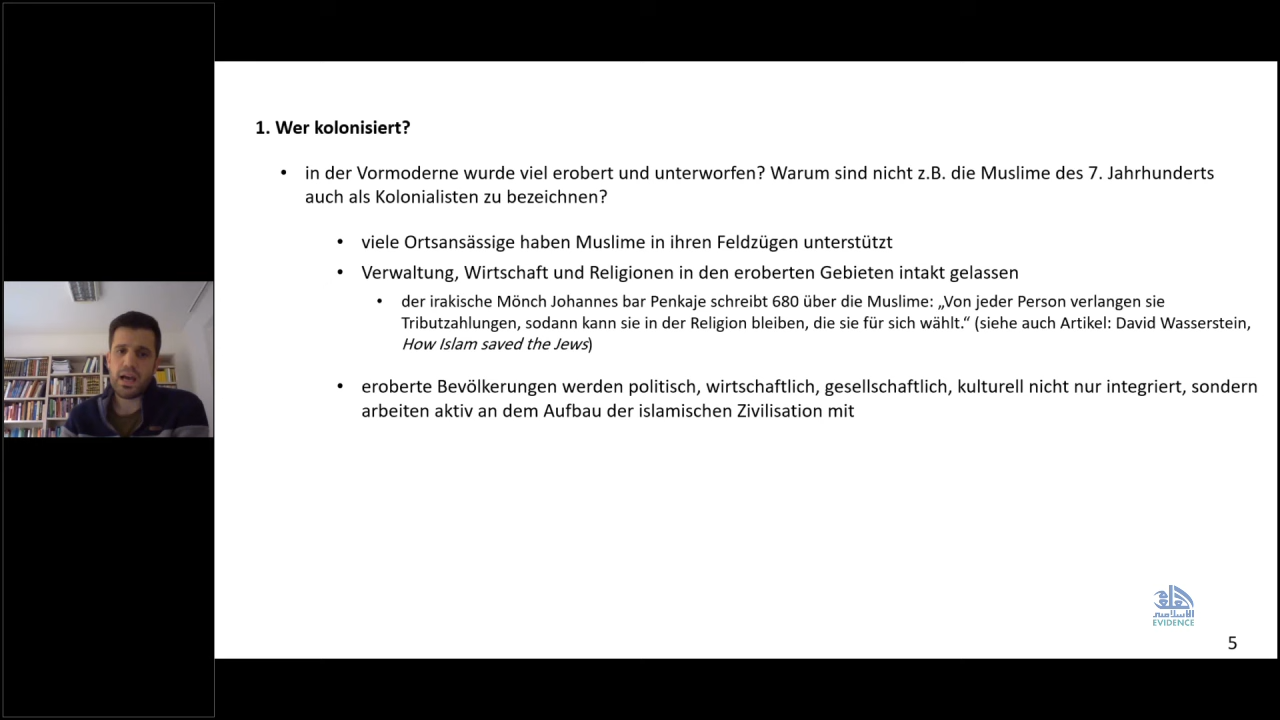 1. Wer kolonisiert?
• in der Vormoderne wurde viel erobert und unterworfen? Warum sind nicht z.B. die Muslime des 7. Jahrhunderts
auch als Kolonialisten zu bezeichnen?
• viele Ortsansässige haben Muslime in ihren Feldzügen unterstützt
• Verwaltung, Wirtschaft und Religionen in den eroberten Gebieten intakt gelassen
• der irakische Mönch Johannes bar Penkaje schreibt 680 über die Muslime: „Von jeder Person verlangen sie
Tributzahlungen, sodann kann sie in der Religion bleiben, die sie für sich wählt.“ (siehe auch Artikel: David Wasserstein,
How Islam saved the Jews)
• eroberte Bevölkerungen werden politisch, wirtschaftlich, gesellschaftlich, kulturell nicht nur integriert, sondern
arbeiten aktiv an dem Aufbau der islamischen Zivilisation mit
EVIDENCE
5